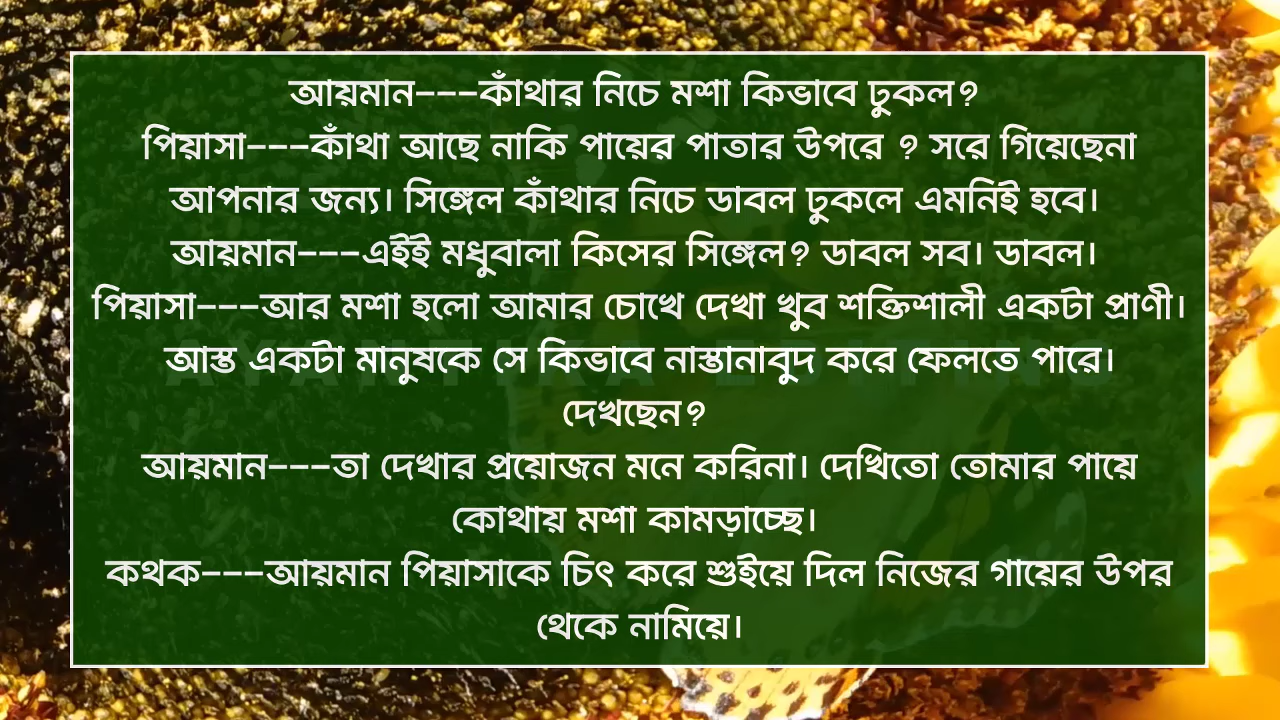 আয়মান---কাঁথার নিচে মশা কিভাবে ঢুকল?
পিয়াসা---কাঁথা আছে নাকি পায়ের পাতার উপরে ? সরে গিয়েছেনা
আপনার জন্য। সিঙ্গেল কাঁথার নিচে ডাবল ঢুকলে এমনিই হবে।
আয়মান---এইই মধুবালা কিসের সিঙ্গেল? ডাবল সব। ডাবল।
পিয়াসা---আর মশা হলো আমার চোখে দেখা খুব শক্তিশালী একটা প্রাণী।
আস্ত একটা মানুষকে সে কিভাবে নাস্তানাবুদ করে ফেলতে পারে।
দেখছেন?
আয়মান---তা দেখার প্রয়োজন মনে করিনা। দেখিতো তোমার পায়ে
কোথায় মশা কামড়াচ্ছে।
কথক---আয়মান পিয়াসাকে চিৎ করে শুইয়ে দিল নিজের গায়ের উপর
থেকে নামিয়ে।